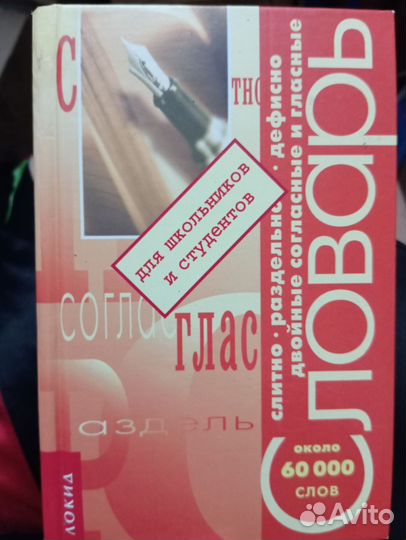 Словарь
слитно · раздельно · дефисно
двойные согласные и гласные
для школьников
и студентов
около
60 000
слов
С
тно
соглас
глас
аздель
ЛОКИД
Avito